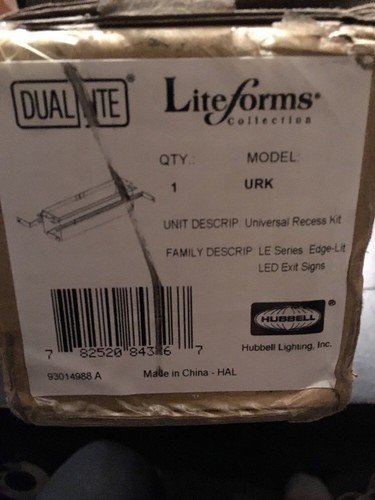 DUAL LITE®
Liteforms®
Collection
QTY.: MODEL:
1 URK
UNIT DESCRIP: Universal Recess Kit
FAMILY DESCRIP: LE Series Edge-Lit
LED Exit Signs
HUBBELL®
Hubbell Lighting, Inc.
7 82520 84346 7
93014988 A Made in China - HAL